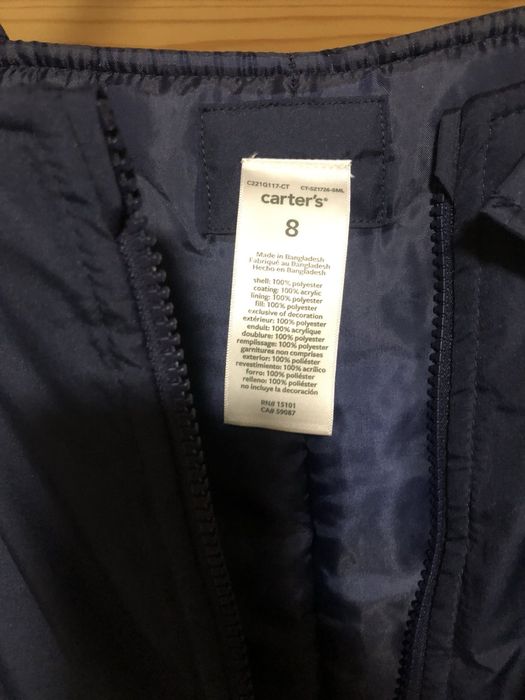 C221G117-CT CT-SZ1726-8ML
carter's®
8
Made in Bangladesh
Fabriqué au Bangladesh
Hecho en Bangladesh
shell: 100% polyester
coating: 100% acrylic
lining: 100% polyester
fill: 100% polyester
exclusive of decoration
extérieur: 100% polyester
enduit: 100% acrylique
doublure: 100% polyester
remplissage: 100% polyester
garnitures non comprises
exterior: 100% poliéster
revestimiento: 100% acrílico
forro: 100% poliéster
relleno: 100% poliéster
no incluye la decoración
RN# 15101
CA# 59087